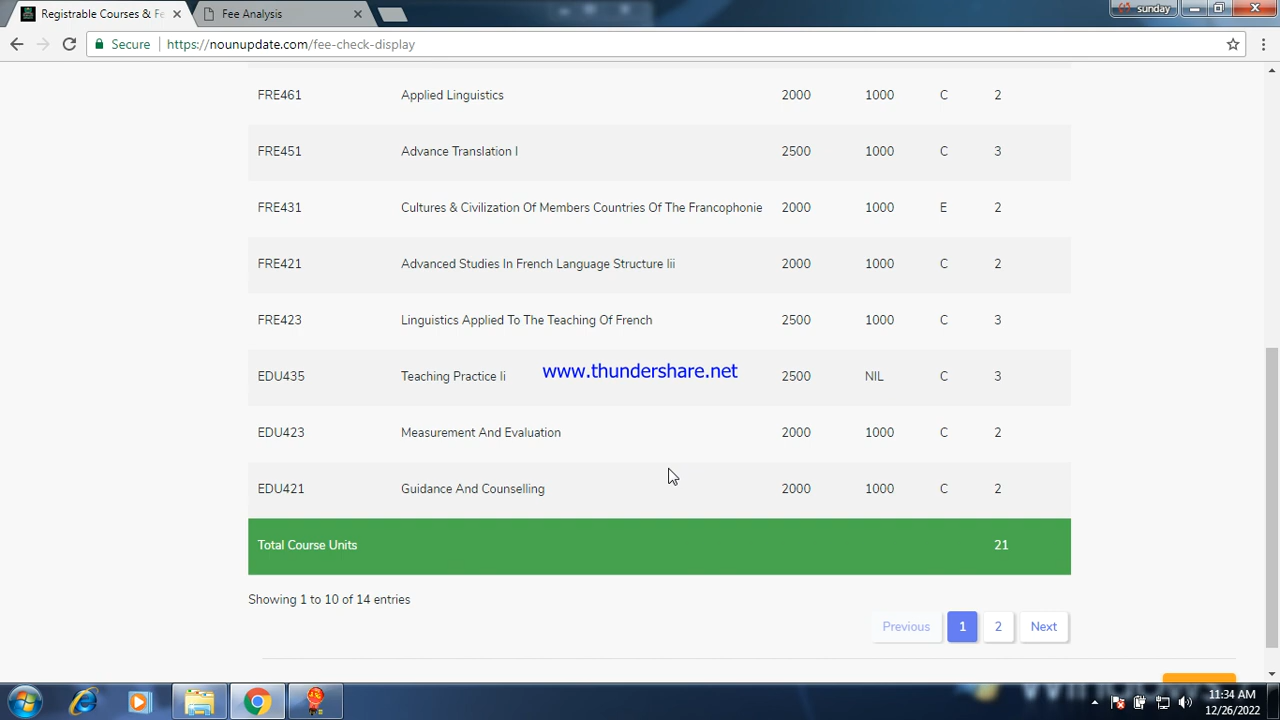 Registrable Courses & Fe
Fee Analysis
sunday
Secure https://nounupdate.com/fee-check-display
FRE461 Applied Linguistics 2000 1000 C 2
FRE451 Advance Translation I 2500 1000 C 3
FRE431 Cultures & Civilization Of Members Countries Of The Francophonie 2000 1000 E 2
FRE421 Advanced Studies In French Language Structure Iii 2000 1000 C 2
FRE423 Linguistics Applied To The Teaching Of French 2500 1000 C 3
EDU435 Teaching Practice Ii 2500 NIL C 3
www.thundershare.net
EDU423 Measurement And Evaluation 2000 1000 C 2
EDU421 Guidance And Counselling 2000 1000 C 2
Total Course Units 21
Showing 1 to 10 of 14 entries
Previous 1 2 Next
11:34 AM
12/26/2022